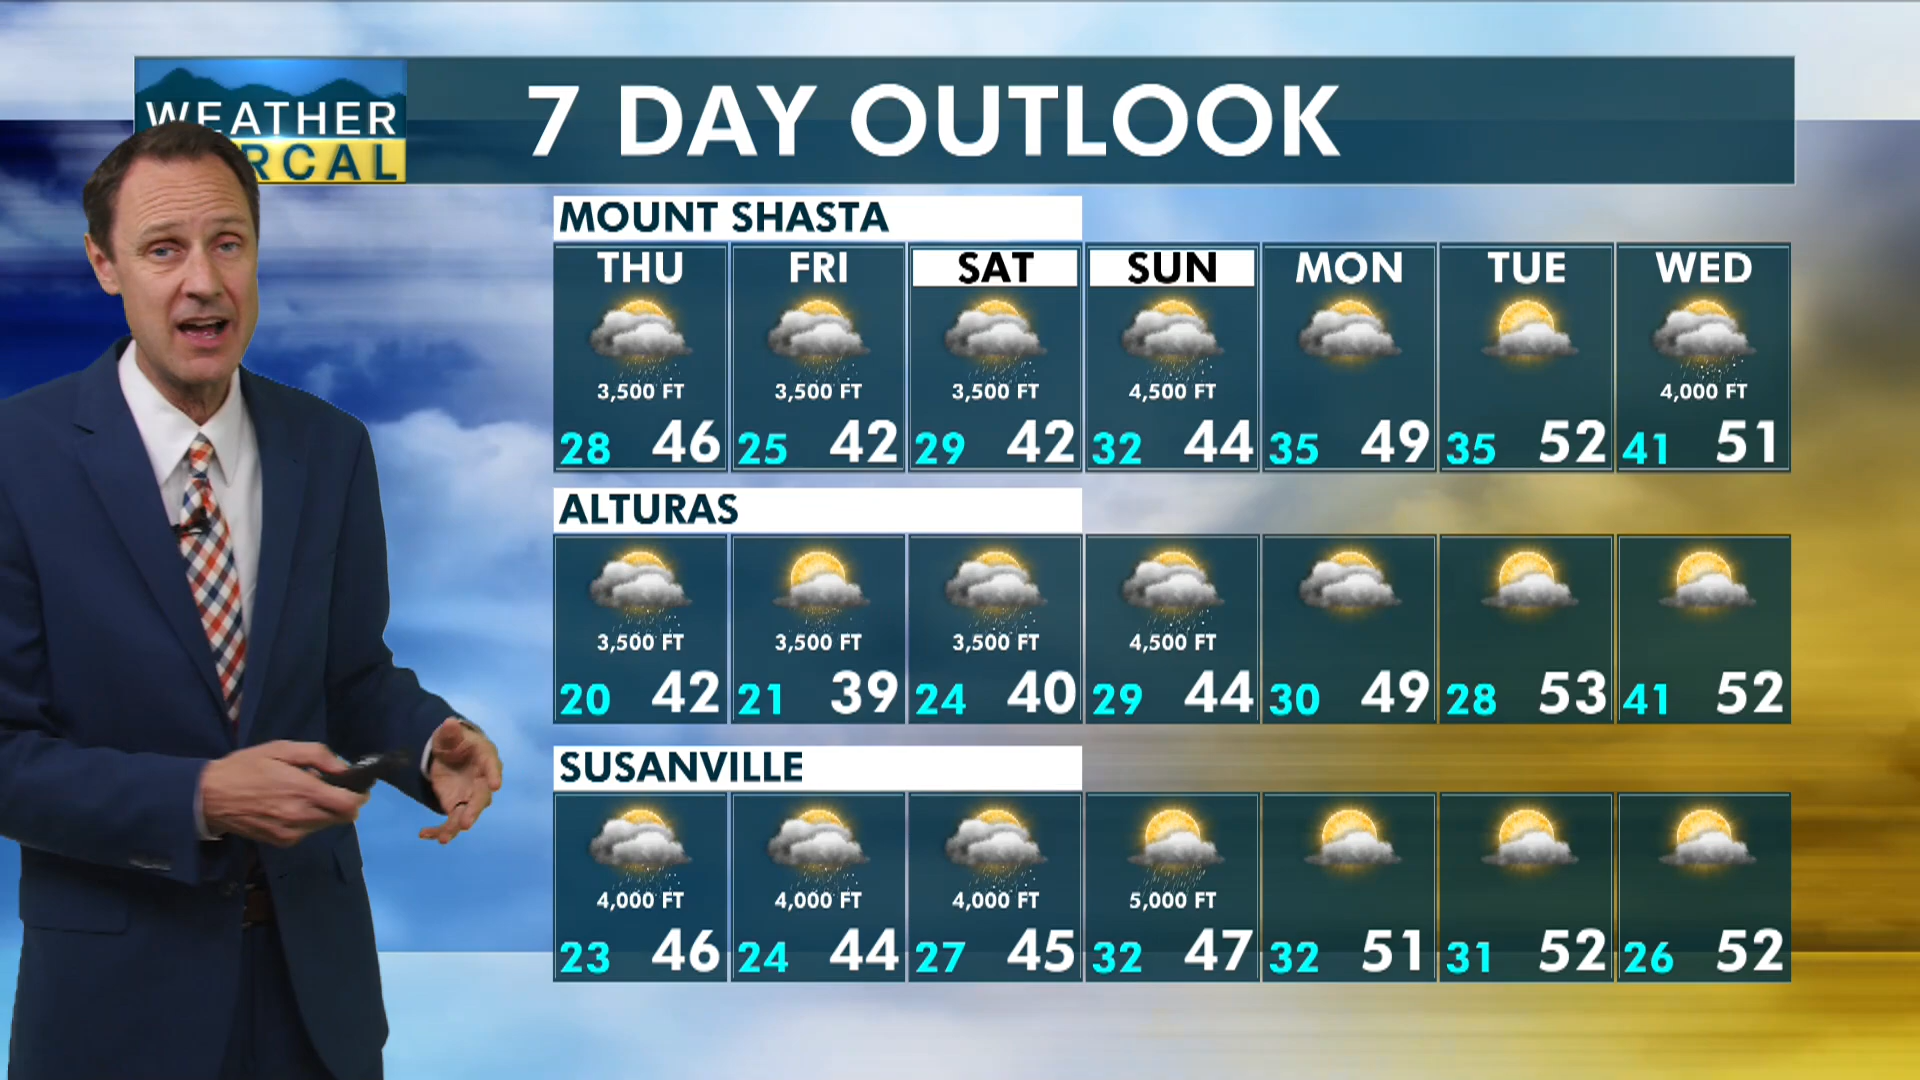 WEATHER
RCAL
7 DAY OUTLOOK
MOUNT SHASTA
THU FRI SAT SUN MON TUE WED
3,500 FT 3,500 FT 3,500 FT 4,500 FT 4,000 FT
28 46 25 42 29 42 32 44 35 49 35 52 41 51
ALTURAS
3,500 FT 3,500 FT 3,500 FT 4,500 FT
20 42 21 39 24 40 29 44 30 49 28 53 41 52
SUSANVILLE
4,000 FT 4,000 FT 4,000 FT 5,000 FT
23 46 24 44 27 45 32 47 32 51 31 52 26 52